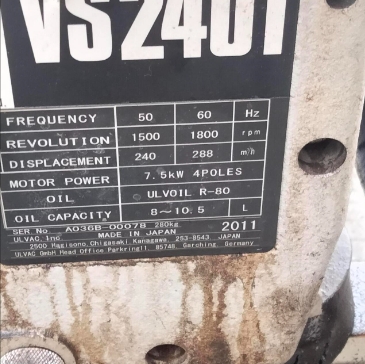 VS2401
FREQUENCY 50 60 Hz
REVOLUTION 1500 1800 rpm
DISPLACEMENT 240 288 m³/h
MOTOR POWER 7.5kW 4POLES
OIL ULVOIL R-80
OIL CAPACITY 8~10.5 L
SER No A036B-00078 280kg 2011
ULVAC, Inc MADE IN JAPAN
2500 Hagisono, Chigasaki, Kanagawa, 253-8543 JAPAN
ULVAC GmbH Head Office Parkring11, 85748, Garching Germany